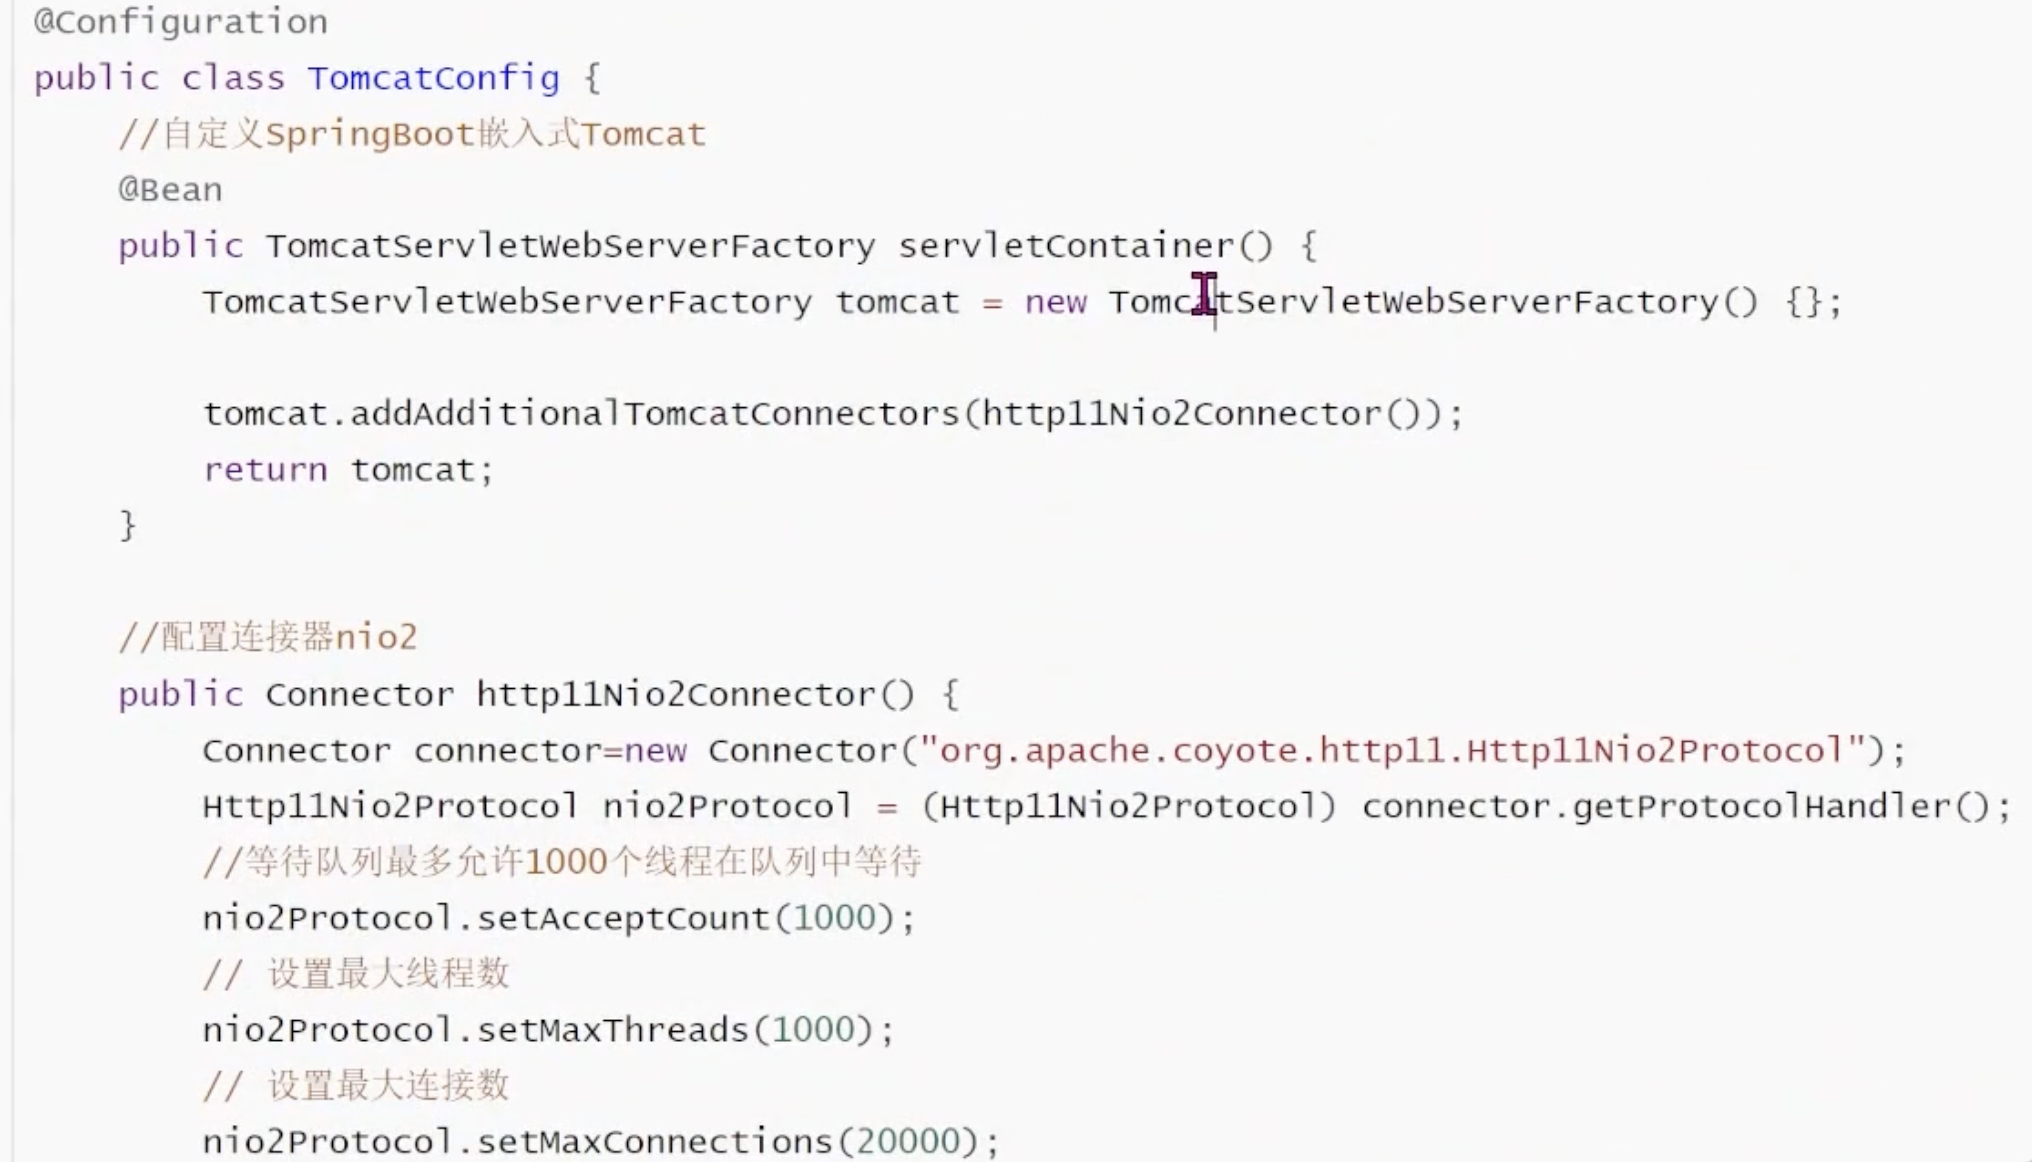 @Configuration
public class TomcatConfig {
//自定义SpringBoot嵌入式Tomcat
@Bean
public TomcatServletWebServerFactory servletContainer() {
TomcatServletWebServerFactory tomcat = new TomcatServletWebServerFactory() {};
tomcat.addAdditionalTomcatConnectors(http11Nio2Connector());
return tomcat;
}
//配置连接器nio2
public Connector http11Nio2Connector() {
Connector connector=new Connector("org.apache.coyote.http11.Http11Nio2Protocol");
Http11Nio2Protocol nio2Protocol = (Http11Nio2Protocol) connector.getProtocolHandler();
//等待队列最多允许1000个线程在队列中等待
nio2Protocol.setAcceptCount(1000);
// 设置最大线程数
nio2Protocol.setMaxThreads(1000);
// 设置最大连接数
nio2Protocol.setMaxConnections(20000);